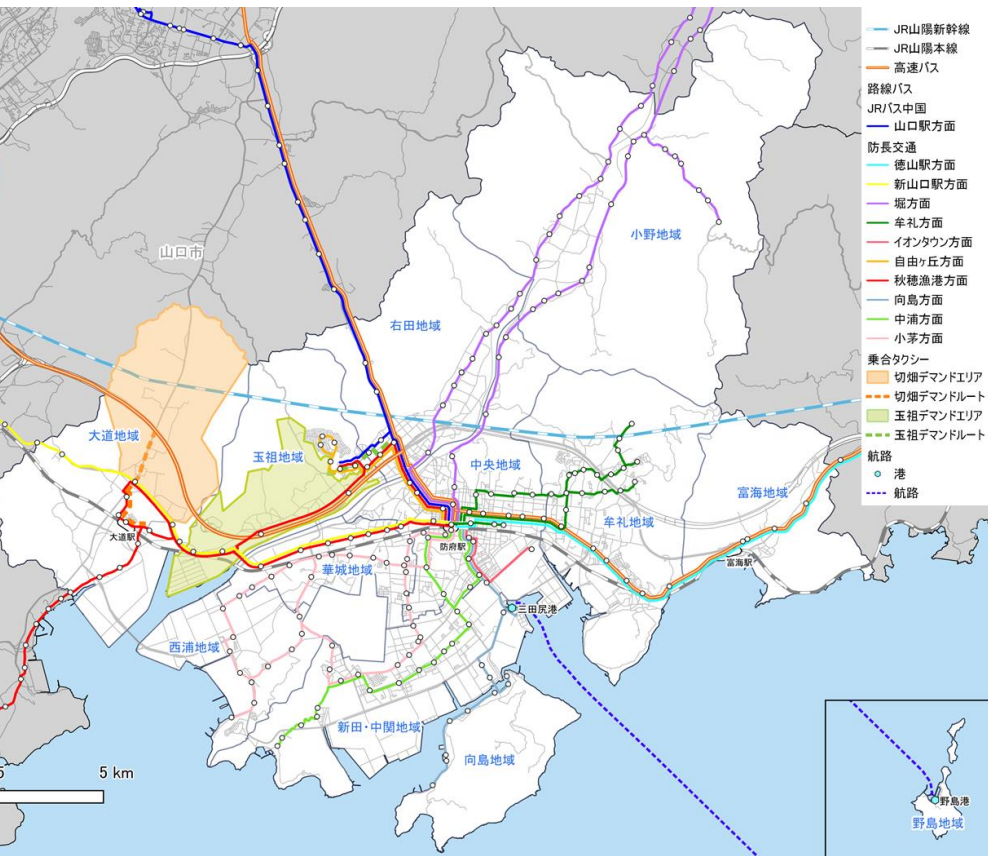 JR山陽新幹線
JR山陽本線
高速バス
路線バス
JRバス中国
山口駅方面
防長交通
徳山駅方面
新山口駅方面
堀方面
牟礼方面
イオンタウン方面
自由ヶ丘方面
秋穂漁港方面
向島方面
中浦方面
小茅方面
乗合タクシー
切畑デマンドエリア
切畑デマンドルート
玉祖デマンドエリア
玉祖デマンドルート
航路
港
航路
山口市
小野地域
右田地域
大道地域
玉祖地域
中央地域
富海地域
牟礼地域
大道駅
防府駅
富海駅
華城地域
三田尻港
西浦地域
新田・中関地域
向島地域
5
5 km
野島港
野島地域